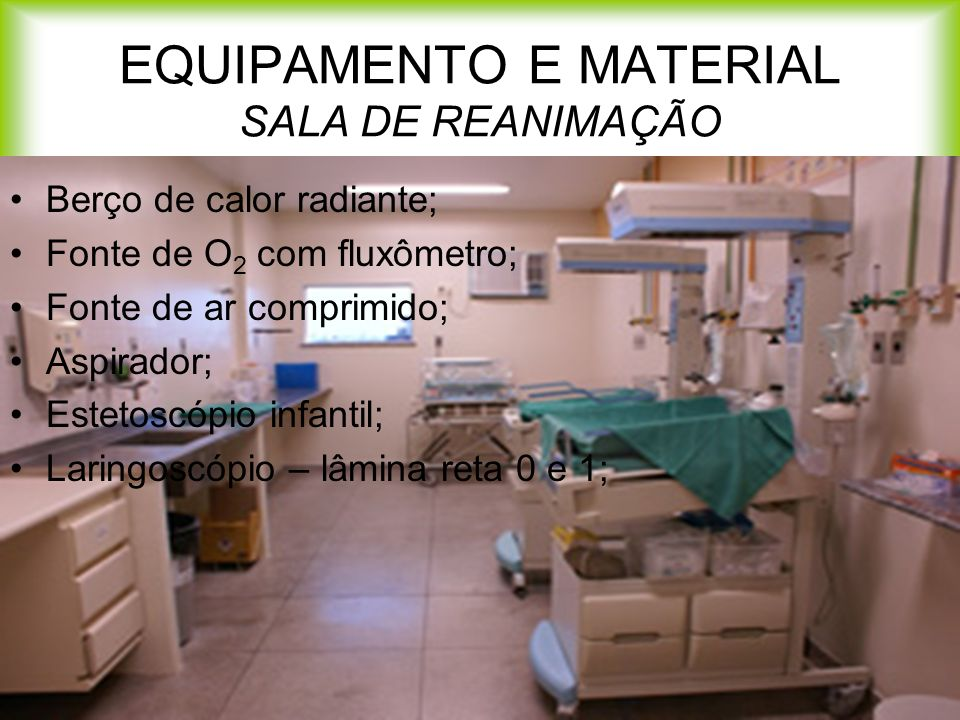 EQUIPAMENTO E MATERIAL
SALA DE REANIMAÇÃO
• Berço de calor radiante;
• Fonte de O₂ com fluxômetro;
• Fonte de ar comprimido;
• Aspirador;
• Estetoscópio infantil;
• Laringoscópio – lâmina reta 0 e 1;